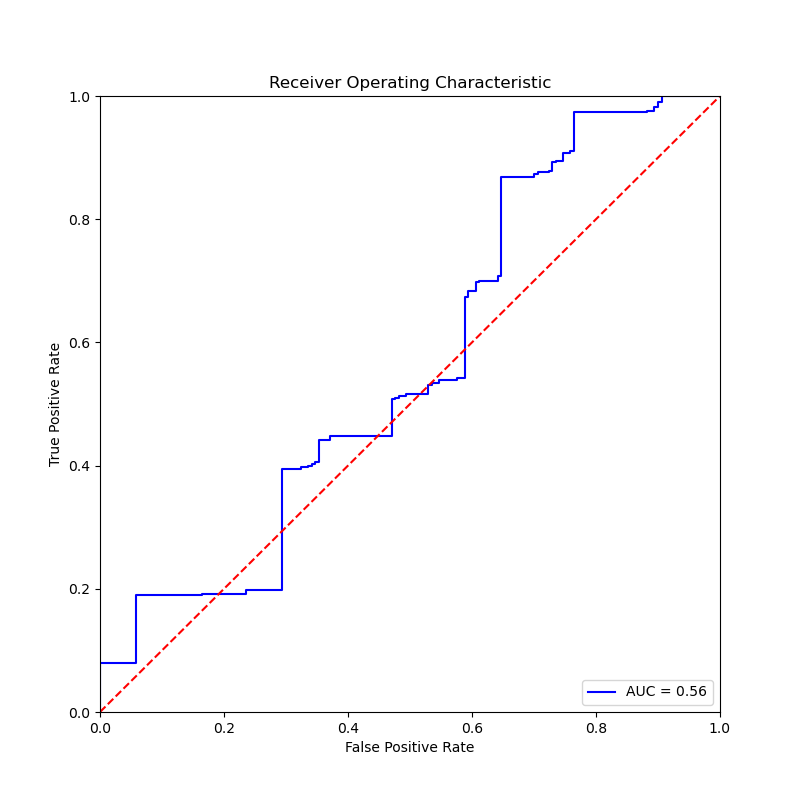 Receiver Operating Characteristic
1.0
0.8
0.6
0.4
0.2
0.0
True Positive Rate
AUC = 0.56
0.0 0.2 0.4 0.6 0.8 1.0
False Positive Rate